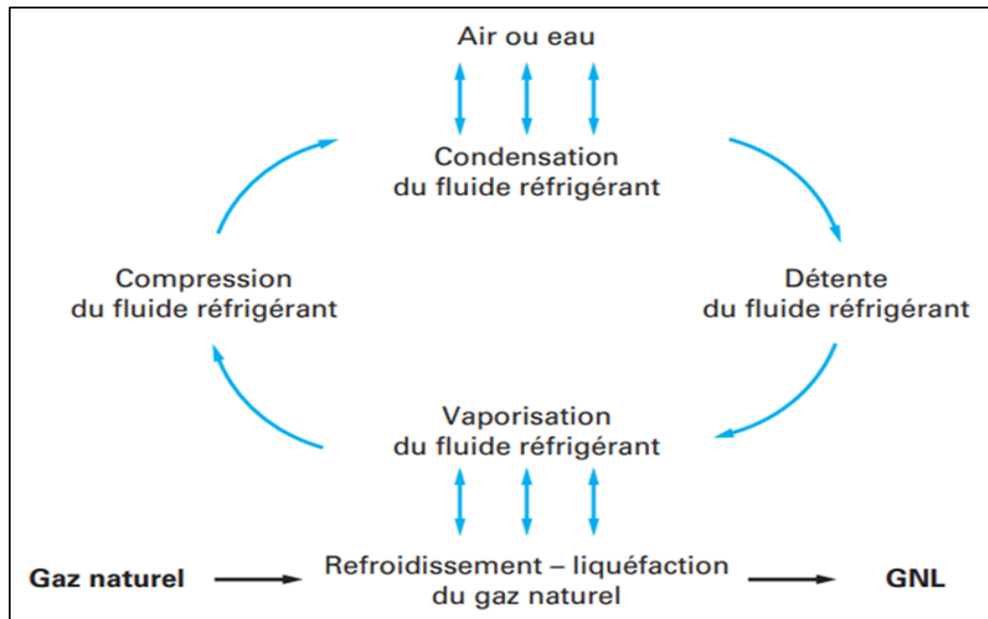 Air ou eau
Condensation
du fluide réfrigérant
Compression
du fluide réfrigérant
Détente
du fluide réfrigérant
Vaporisation
du fluide réfrigérant
Gaz naturel
Refroidissement – liquéfaction
du gaz naturel
GNL